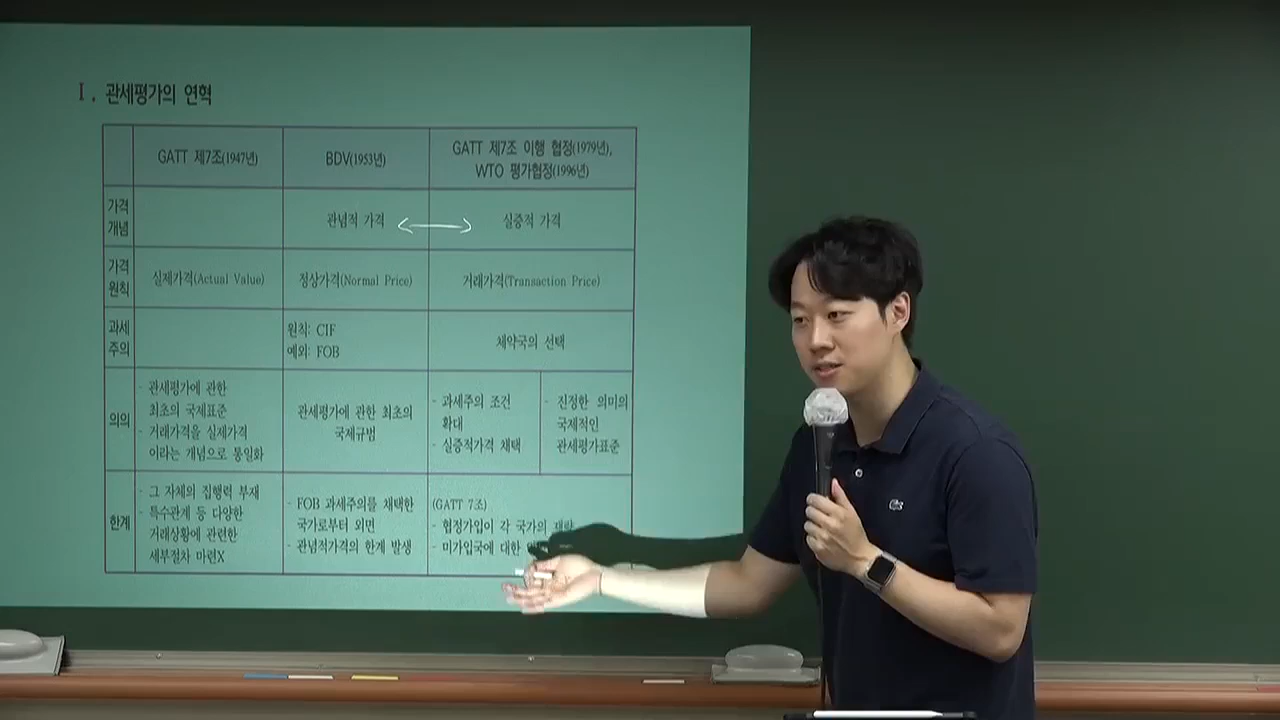 Ⅰ. 관세평가의 연혁
GATT 제7조(1947년)
BDV(1953년)
GATT 제7조 이행 협정(1979년),
WTO 평가협정(1996년)
가격
개념
관념적 가격
실증적 가격
가격
원칙
실제가격(Actual Value)
정상가격(Normal Price)
거래가격(Transaction Price)
과세
주의
원칙: CIF
예외: FOB
체약국의 선택
의의
- 관세평가에 관한
최초의 국제표준
- 거래가격을 실제가격
이라는 개념으로 통일화
관세평가에 관한 최초의
국제규범
- 과세주의 조건
확대
- 실증적가격 채택
- 진정한 의미의
국제적인
관세평가표준
한계
- 그 자체의 집행력 부재
- 특수관계 등 다양한
거래상황에 관련한
세부절차 마련X
- FOB 과세주의를 채택한
국가로부터 외면
- 관념적가격의 한계 발생
(GATT 7조)
- 협정가입이 각 국가의
- 미가입국에 대한